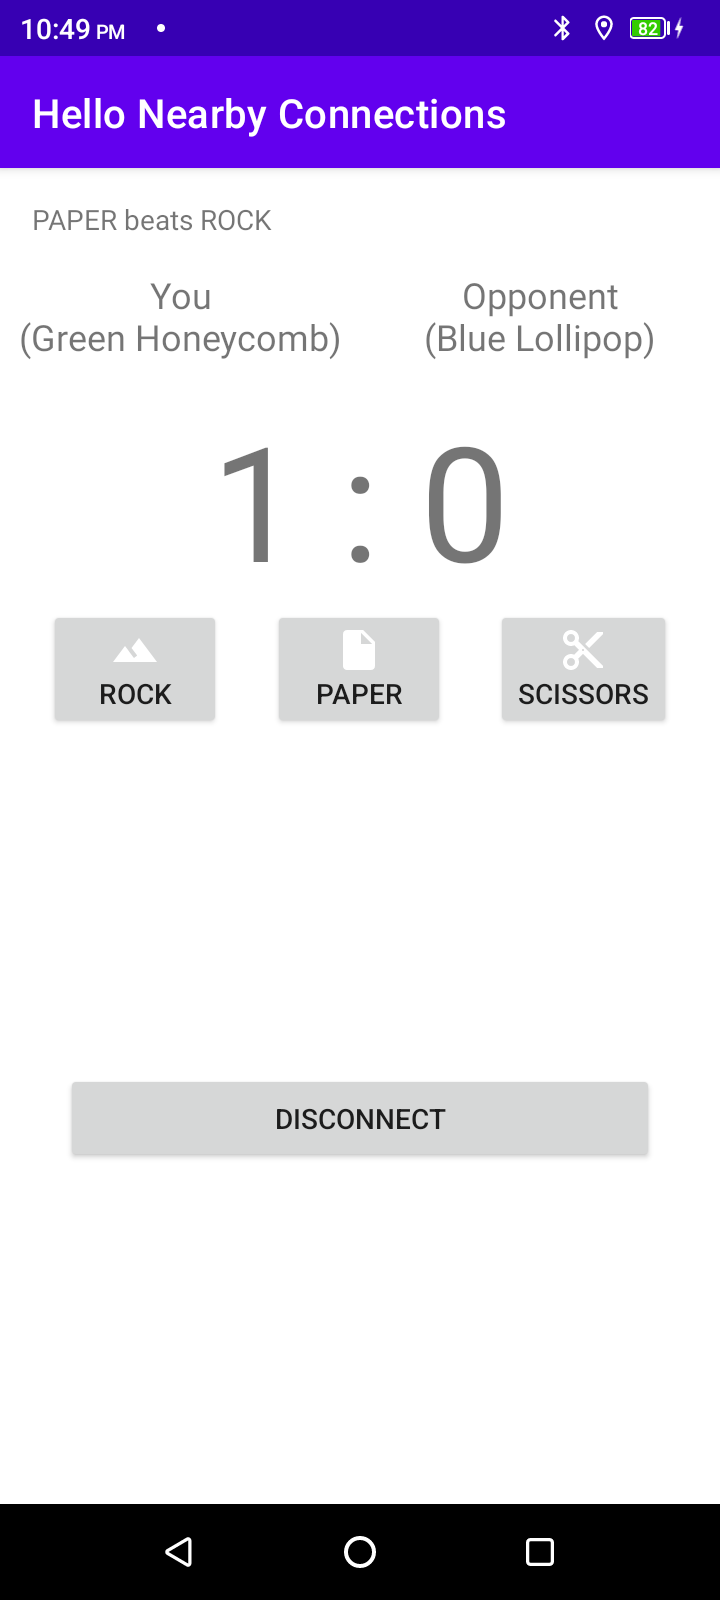 10:49 PM
82
Hello Nearby Connections
PAPER beats ROCK
You
(Green Honeycomb)
Opponent
(Blue Lollipop)
1 : 0
ROCK
PAPER
SCISSORS
DISCONNECT